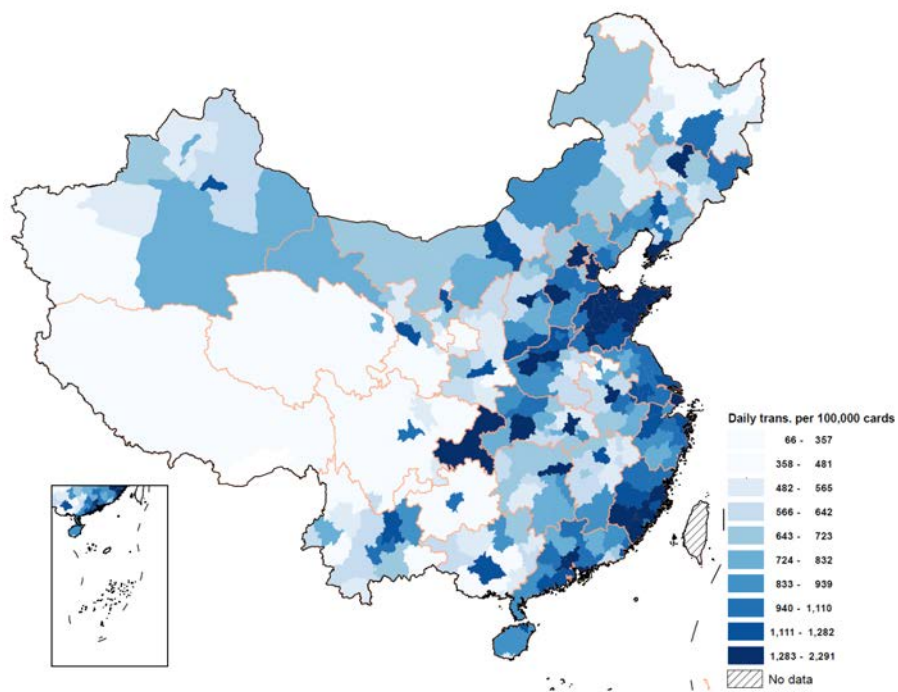 Daily trans. per 100,000 cards
66 - 357
358 - 481
482 - 565
566 - 642
643 - 723
724 - 832
833 - 939
940 - 1,110
1,111 - 1,282
1,283 - 2,291
No data